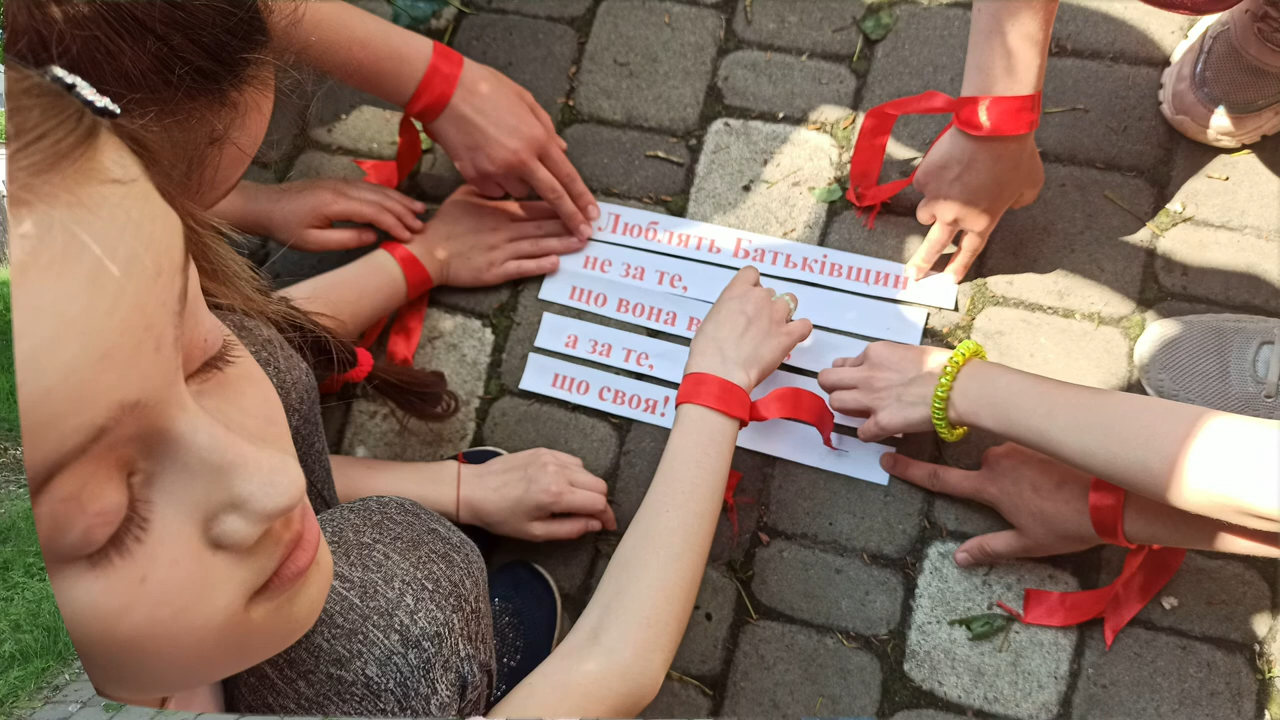 Люблять Батьківщин
не за те,
що вона в
а за те,
що своя!